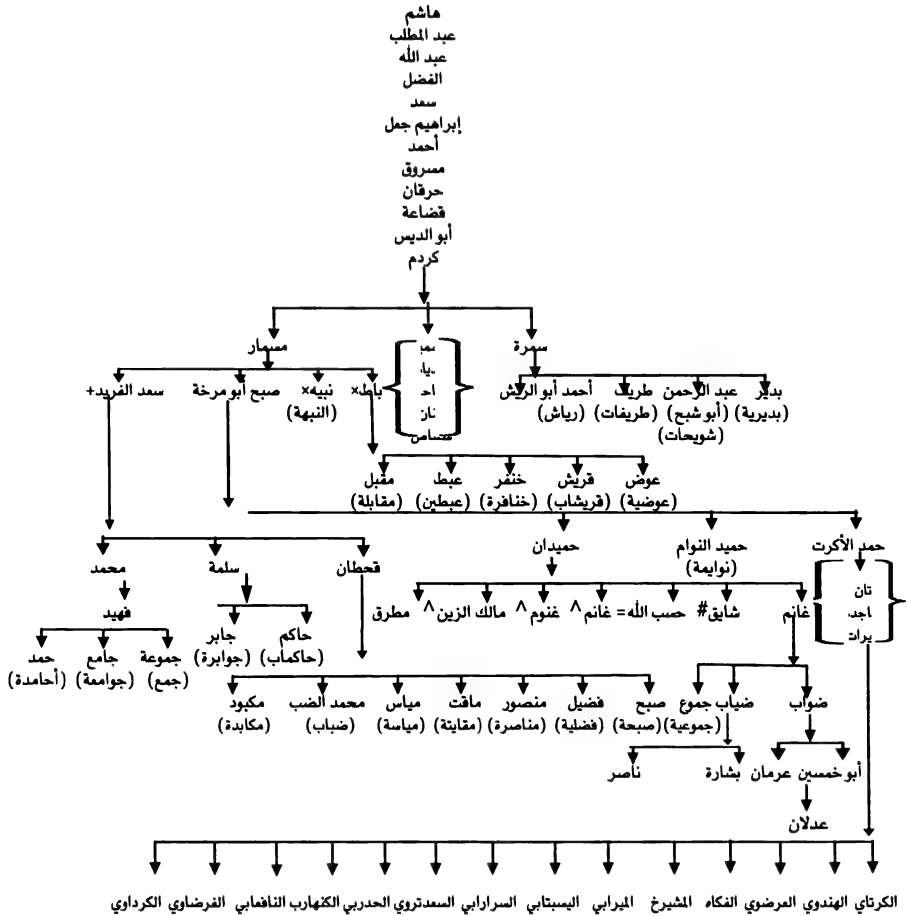 هاشم
عبد المطلب
عبد الله
الفضل
سعد
إبراهيم جعل
أحمد
مسروق
حرقان
قضاعة
أبو الديس
كردم
سمرة
مسمار
بدير
عبد الرحمن
طريف
أحمد أبو الريش
باط×
نبيه×
صبح أبو مرخة
سعد الفريد+
(بديرية)
(أبو شبح)
(طريفات)
(رياش)
(النبهة)
شويحات)
عوض
قريش
خنفر
عبط
مقبل
(عوضية)
(قريشاب)
(خنافرة)
(عبطين)
(مقابلة)
حمد الأكرت
حميد النوام
حميدان
(نوايمة)
قحطان
سلمة
محمد
تان
اجد
يرات
غانم
شايق#
حسب الله=
غانم^
غنوم^
مالك الزين^
مطرق
فهيد
حاكم
جابر
(حاكماب)
(جوابرة)
جموعة
جامع
حمد
(جمع)
(جوامعة)
(أحامدة)
ضواب
ضياب
جموع
(جموعية)
صبح
فضيل
منصور
ماقت
مياس
محمد الضب
مكبود
(صبحة)
(فضلية)
(مناصرة)
(مقايتة)
(مياسة)
(ضباب)
(مكابدة)
أبو خمسين
عرمان
بشارة
ناصر
عدلان
الكرتاي
الهندوي
المرضوي
الفكاه
المشيرخ
الميرابي
اليسبتابي
السرارابي
السعدتروي
الحدربي
الكنهارب
النافعابي
الفرضاوي
الكرداوي